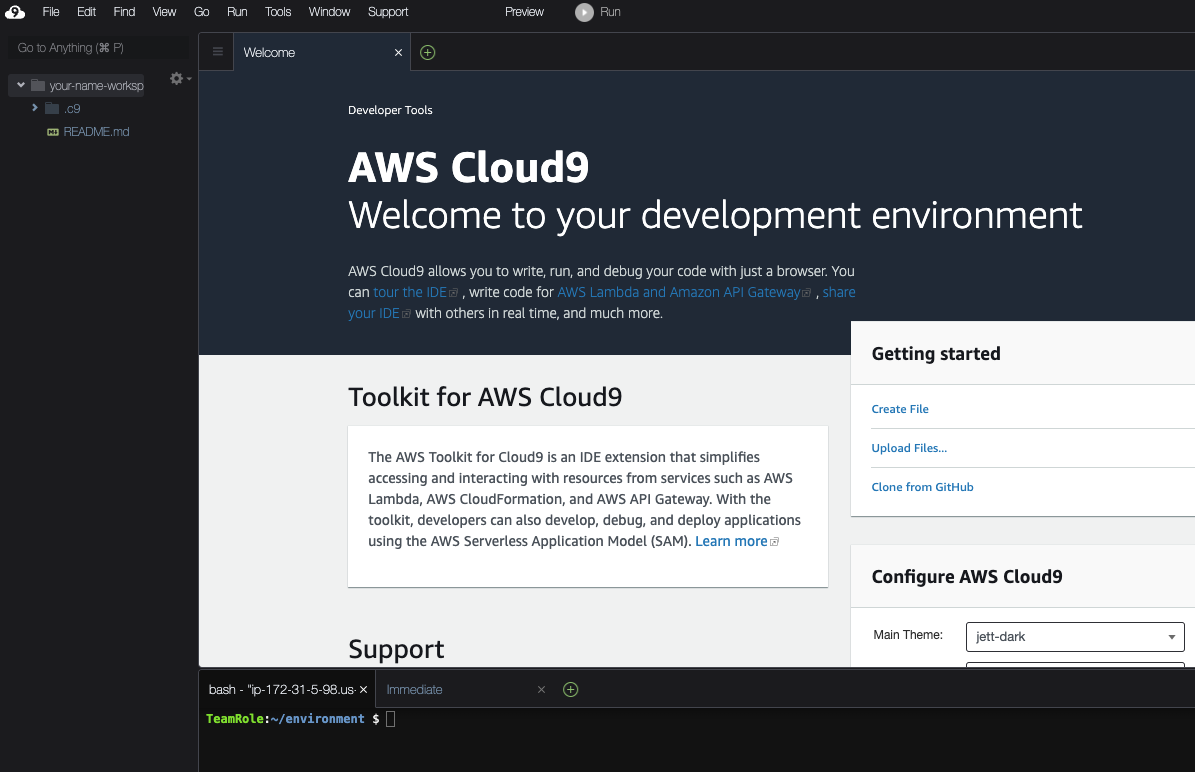 File Edit Find View Go Run Tools Window Support Preview Run
Go to Anything (⌘ P)
Welcome
your-name-worksp
.c9
README.md
Developer Tools
AWS Cloud9
Welcome to your development environment
AWS Cloud9 allows you to write, run, and debug your code with just a browser. You
can tour the IDE , write code for AWS Lambda and Amazon API Gateway , share
your IDE with others in real time, and much more.
Getting started
Create File
Upload Files...
Clone from GitHub
Toolkit for AWS Cloud9
The AWS Toolkit for Cloud9 is an IDE extension that simplifies
accessing and interacting with resources from services such as AWS
Lambda, AWS CloudFormation, and AWS API Gateway. With the
toolkit, developers can also develop, debug, and deploy applications
using the AWS Serverless Application Model (SAM). Learn more
Configure AWS Cloud9
Main Theme: jett-dark
Support
bash - "ip-172-31-5-98.us- Immediate
TeamRole:~/environment $